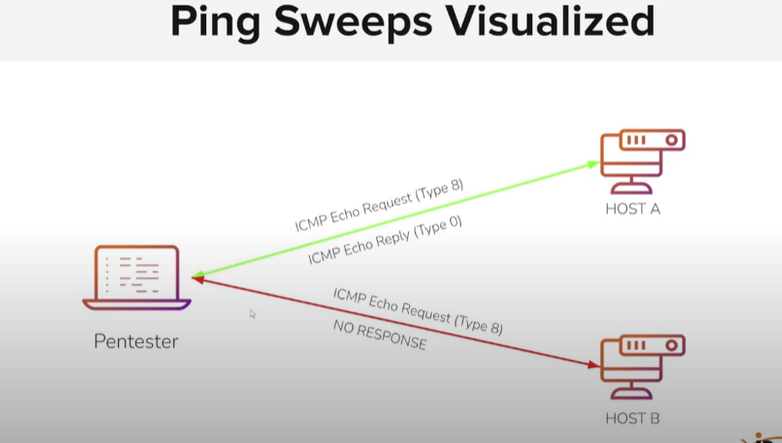 Ping Sweeps Visualized
ICMP Echo Request (Type 8)
ICMP Echo Reply (Type 0)
HOST A
Pentester
ICMP Echo Request (Type 8)
NO RESPONSE
HOST B